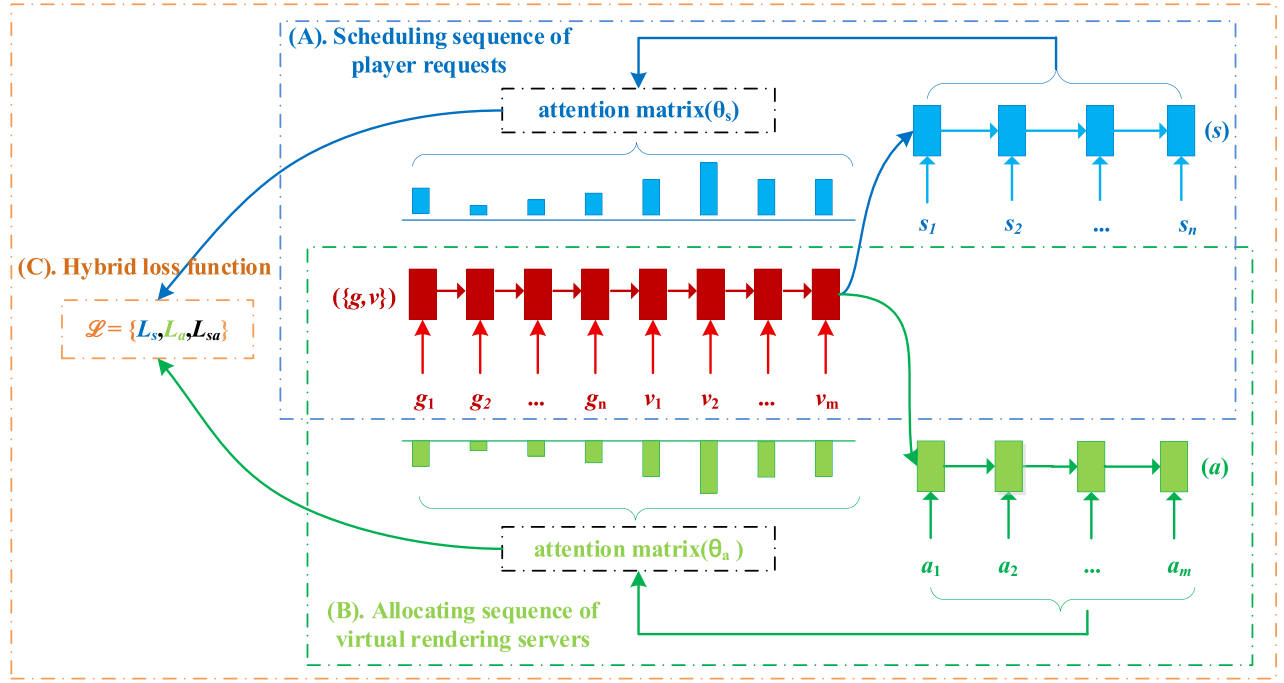 (A). Scheduling sequence of
player requests
attention matrix(θs)
(s)
s1 s2 ... sn
(C). Hybrid loss function
ℒ = {Ls,La,Lsa}
({g,v})
g1 g2 ... gn v1 v2 ... vm
(a)
attention matrix(θa )
a1 a2 ... am
(B). Allocating sequence of
virtual rendering servers